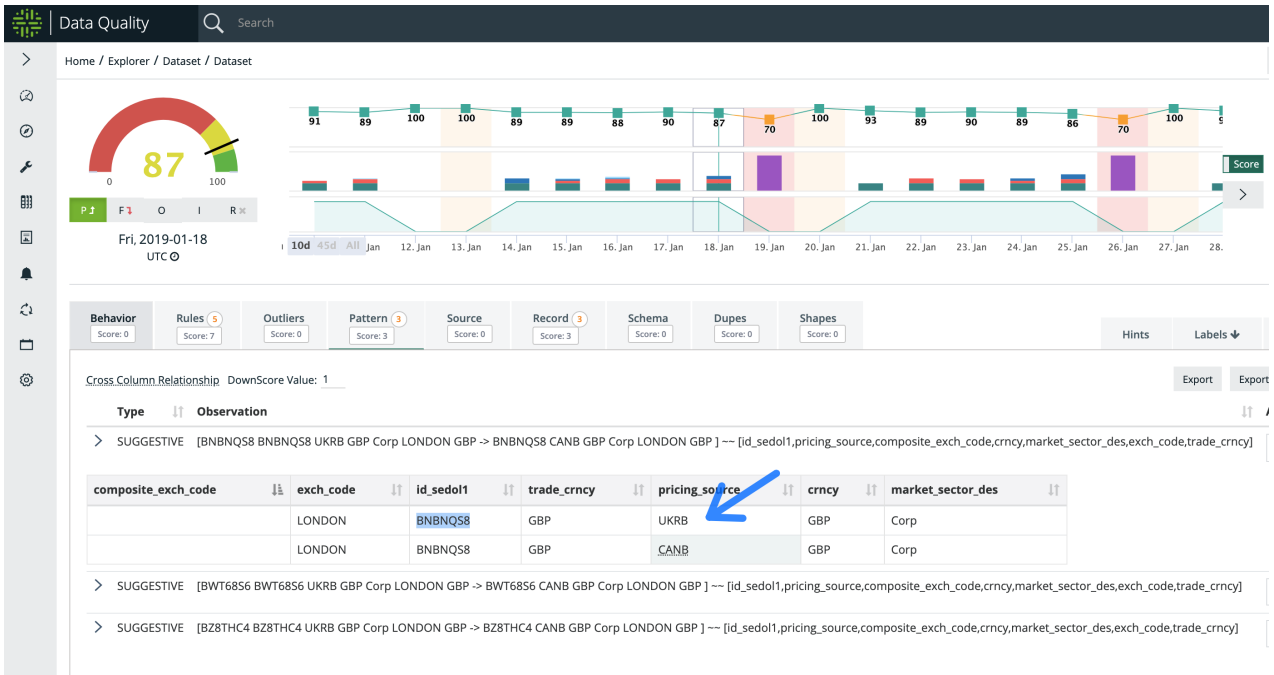 Data Quality Search
Home / Explorer / Dataset / Dataset
91 89 100 100 89 89 88 90 87 70 100 93 89 90 89 86 70 100
87
0 100
Score
P F O I R
Fri, 2019-01-18
UTC
10d 45d All Jan 12. Jan 13. Jan 14. Jan 15. Jan 16. Jan 17. Jan 18. Jan 19. Jan 20. Jan 21. Jan 22. Jan 23. Jan 24. Jan 25. Jan 26. Jan 27. Jan 28.
Behavior Rules 5 Outliers Pattern 3 Source Record 3 Schema Dupes Shapes
Score: 0 Score: 7 Score: 0 Score: 3 Score: 0 Score: 3 Score: 0 Score: 0 Score: 0
Hints Labels
Cross Column Relationship DownScore Value: 1 Export Export
Type Observation
SUGGESTIVE [BNBNQS8 BNBNQS8 UKRB GBP Corp LONDON GBP -> BNBNQS8 CANB GBP Corp LONDON GBP ] ~~ [id_sedol1,pricing_source,composite_exch_code,crncy,market_sector_des,exch_code,trade_crncy]
composite_exch_code exch_code id_sedol1 trade_crncy pricing_source crncy market_sector_des
LONDON BNBNQS8 GBP UKRB GBP Corp
LONDON BNBNQS8 GBP CANB GBP Corp
SUGGESTIVE [BWT68S6 BWT68S6 UKRB GBP Corp LONDON GBP -> BWT68S6 CANB GBP Corp LONDON GBP ] ~~ [id_sedol1,pricing_source,composite_exch_code,crncy,market_sector_des,exch_code,trade_crncy]
SUGGESTIVE [BZ8THC4 BZ8THC4 UKRB GBP Corp LONDON GBP -> BZ8THC4 CANB GBP Corp LONDON GBP ] ~~ [id_sedol1,pricing_source,composite_exch_code,crncy,market_sector_des,exch_code,trade_crncy]